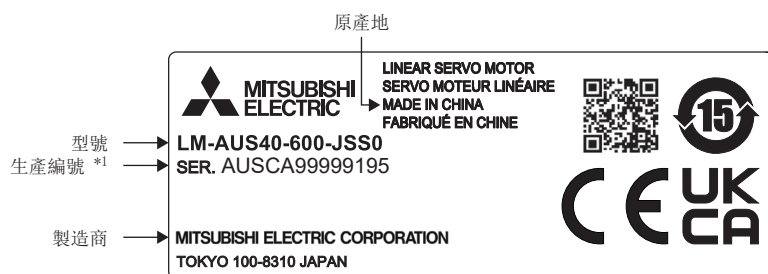 原產地
MITSUBISHI
ELECTRIC
LINEAR SERVO MOTOR
SERVO MOTEUR LINÉAIRE
MADE IN CHINA
FABRIQUÉ EN CHINE
15
型號
LM-AUS40-600-JSS0
生產編號 *1
SER. AUSCA99999195
CE
UK
CA
製造商
MITSUBISHI ELECTRIC CORPORATION
TOKYO 100-8310 JAPAN